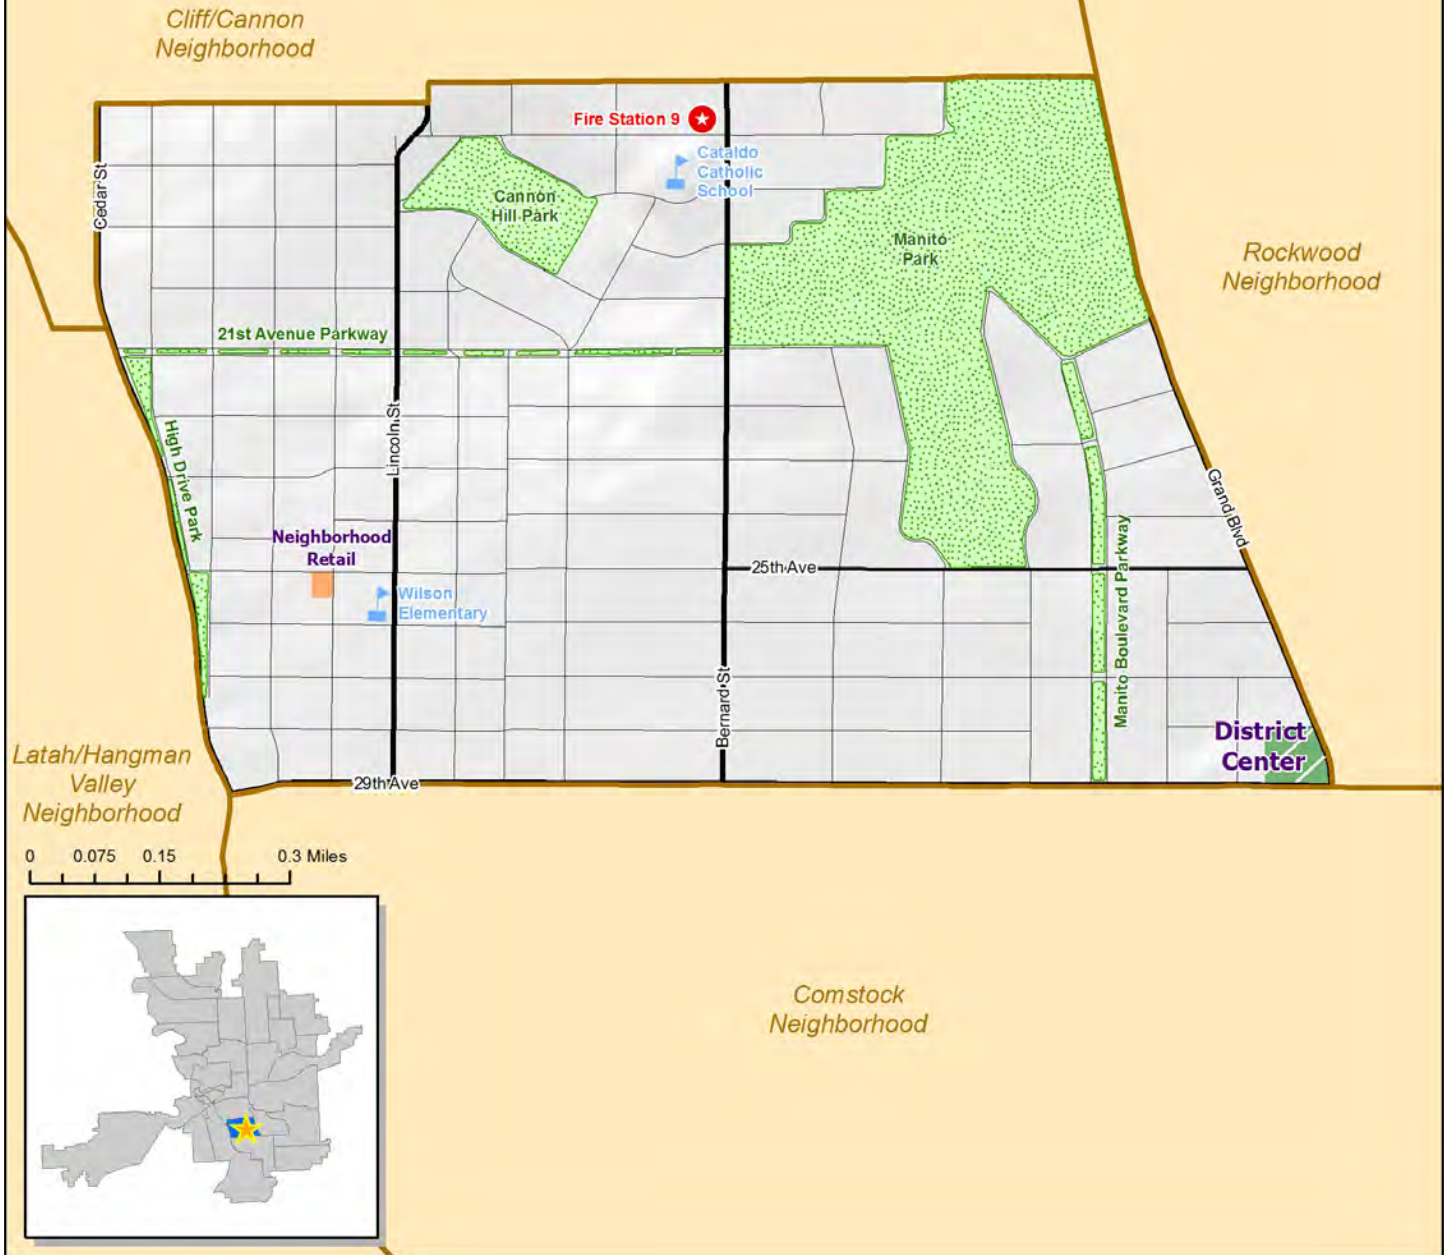 Cliff/Cannon
Neighborhood
Fire Station 9
Cataldo
Catholic
School
Cedar St
Cannon
Hill Park
Manito
Park
Rockwood
Neighborhood
21st Avenue Parkway
Lincoln St
High Drive Park
Grand Blvd
Neighborhood
Retail
25th Ave
Wilson
Elementary
Manito Boulevard Parkway
Bernard St
District
Center
Latah/Hangman
Valley
Neighborhood
29th Ave
0 0.075 0.15 0.3 Miles
Comstock
Neighborhood